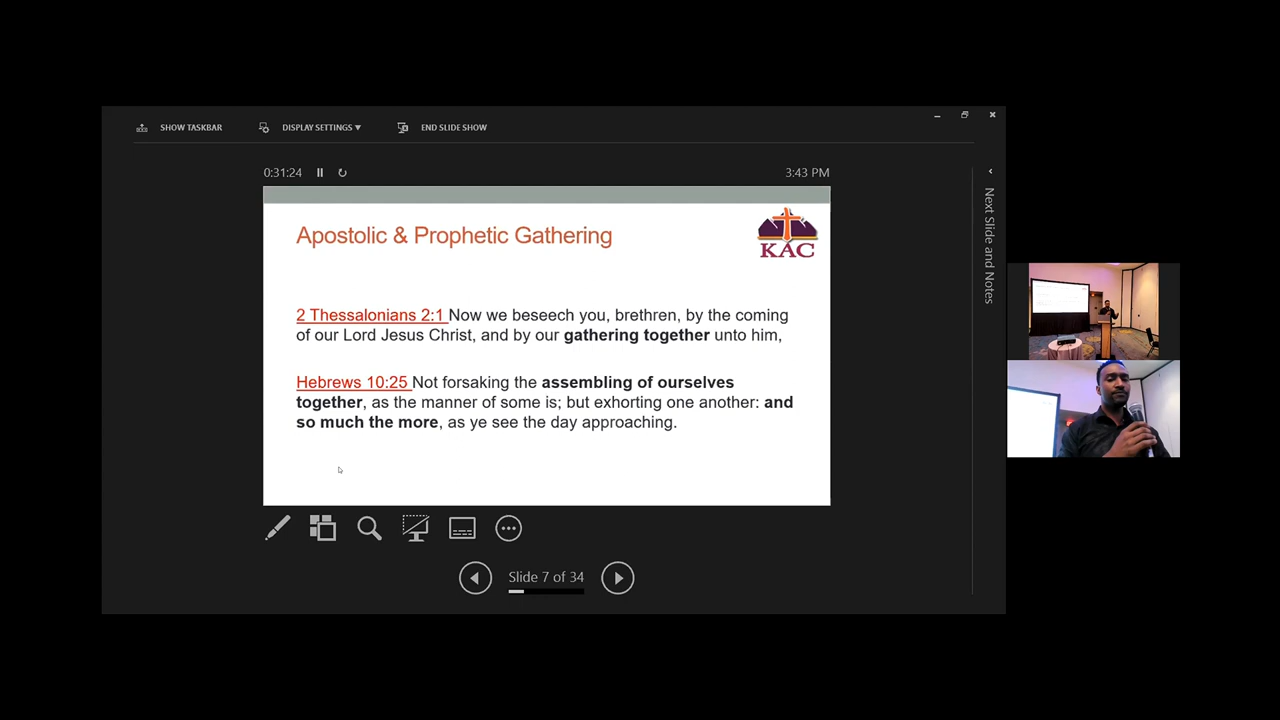 SHOW TASKBAR
DISPLAY SETTINGS ▼
END SLIDE SHOW
0:31:24
3:43 PM
Apostolic & Prophetic Gathering
KAC
2 Thessalonians 2:1 Now we beseech you, brethren, by the coming
of our Lord Jesus Christ, and by our gathering together unto him,
Hebrews 10:25 Not forsaking the assembling of ourselves
together, as the manner of some is; but exhorting one another: and
so much the more, as ye see the day approaching.
Slide 7 of 34
Next Slide and Notes